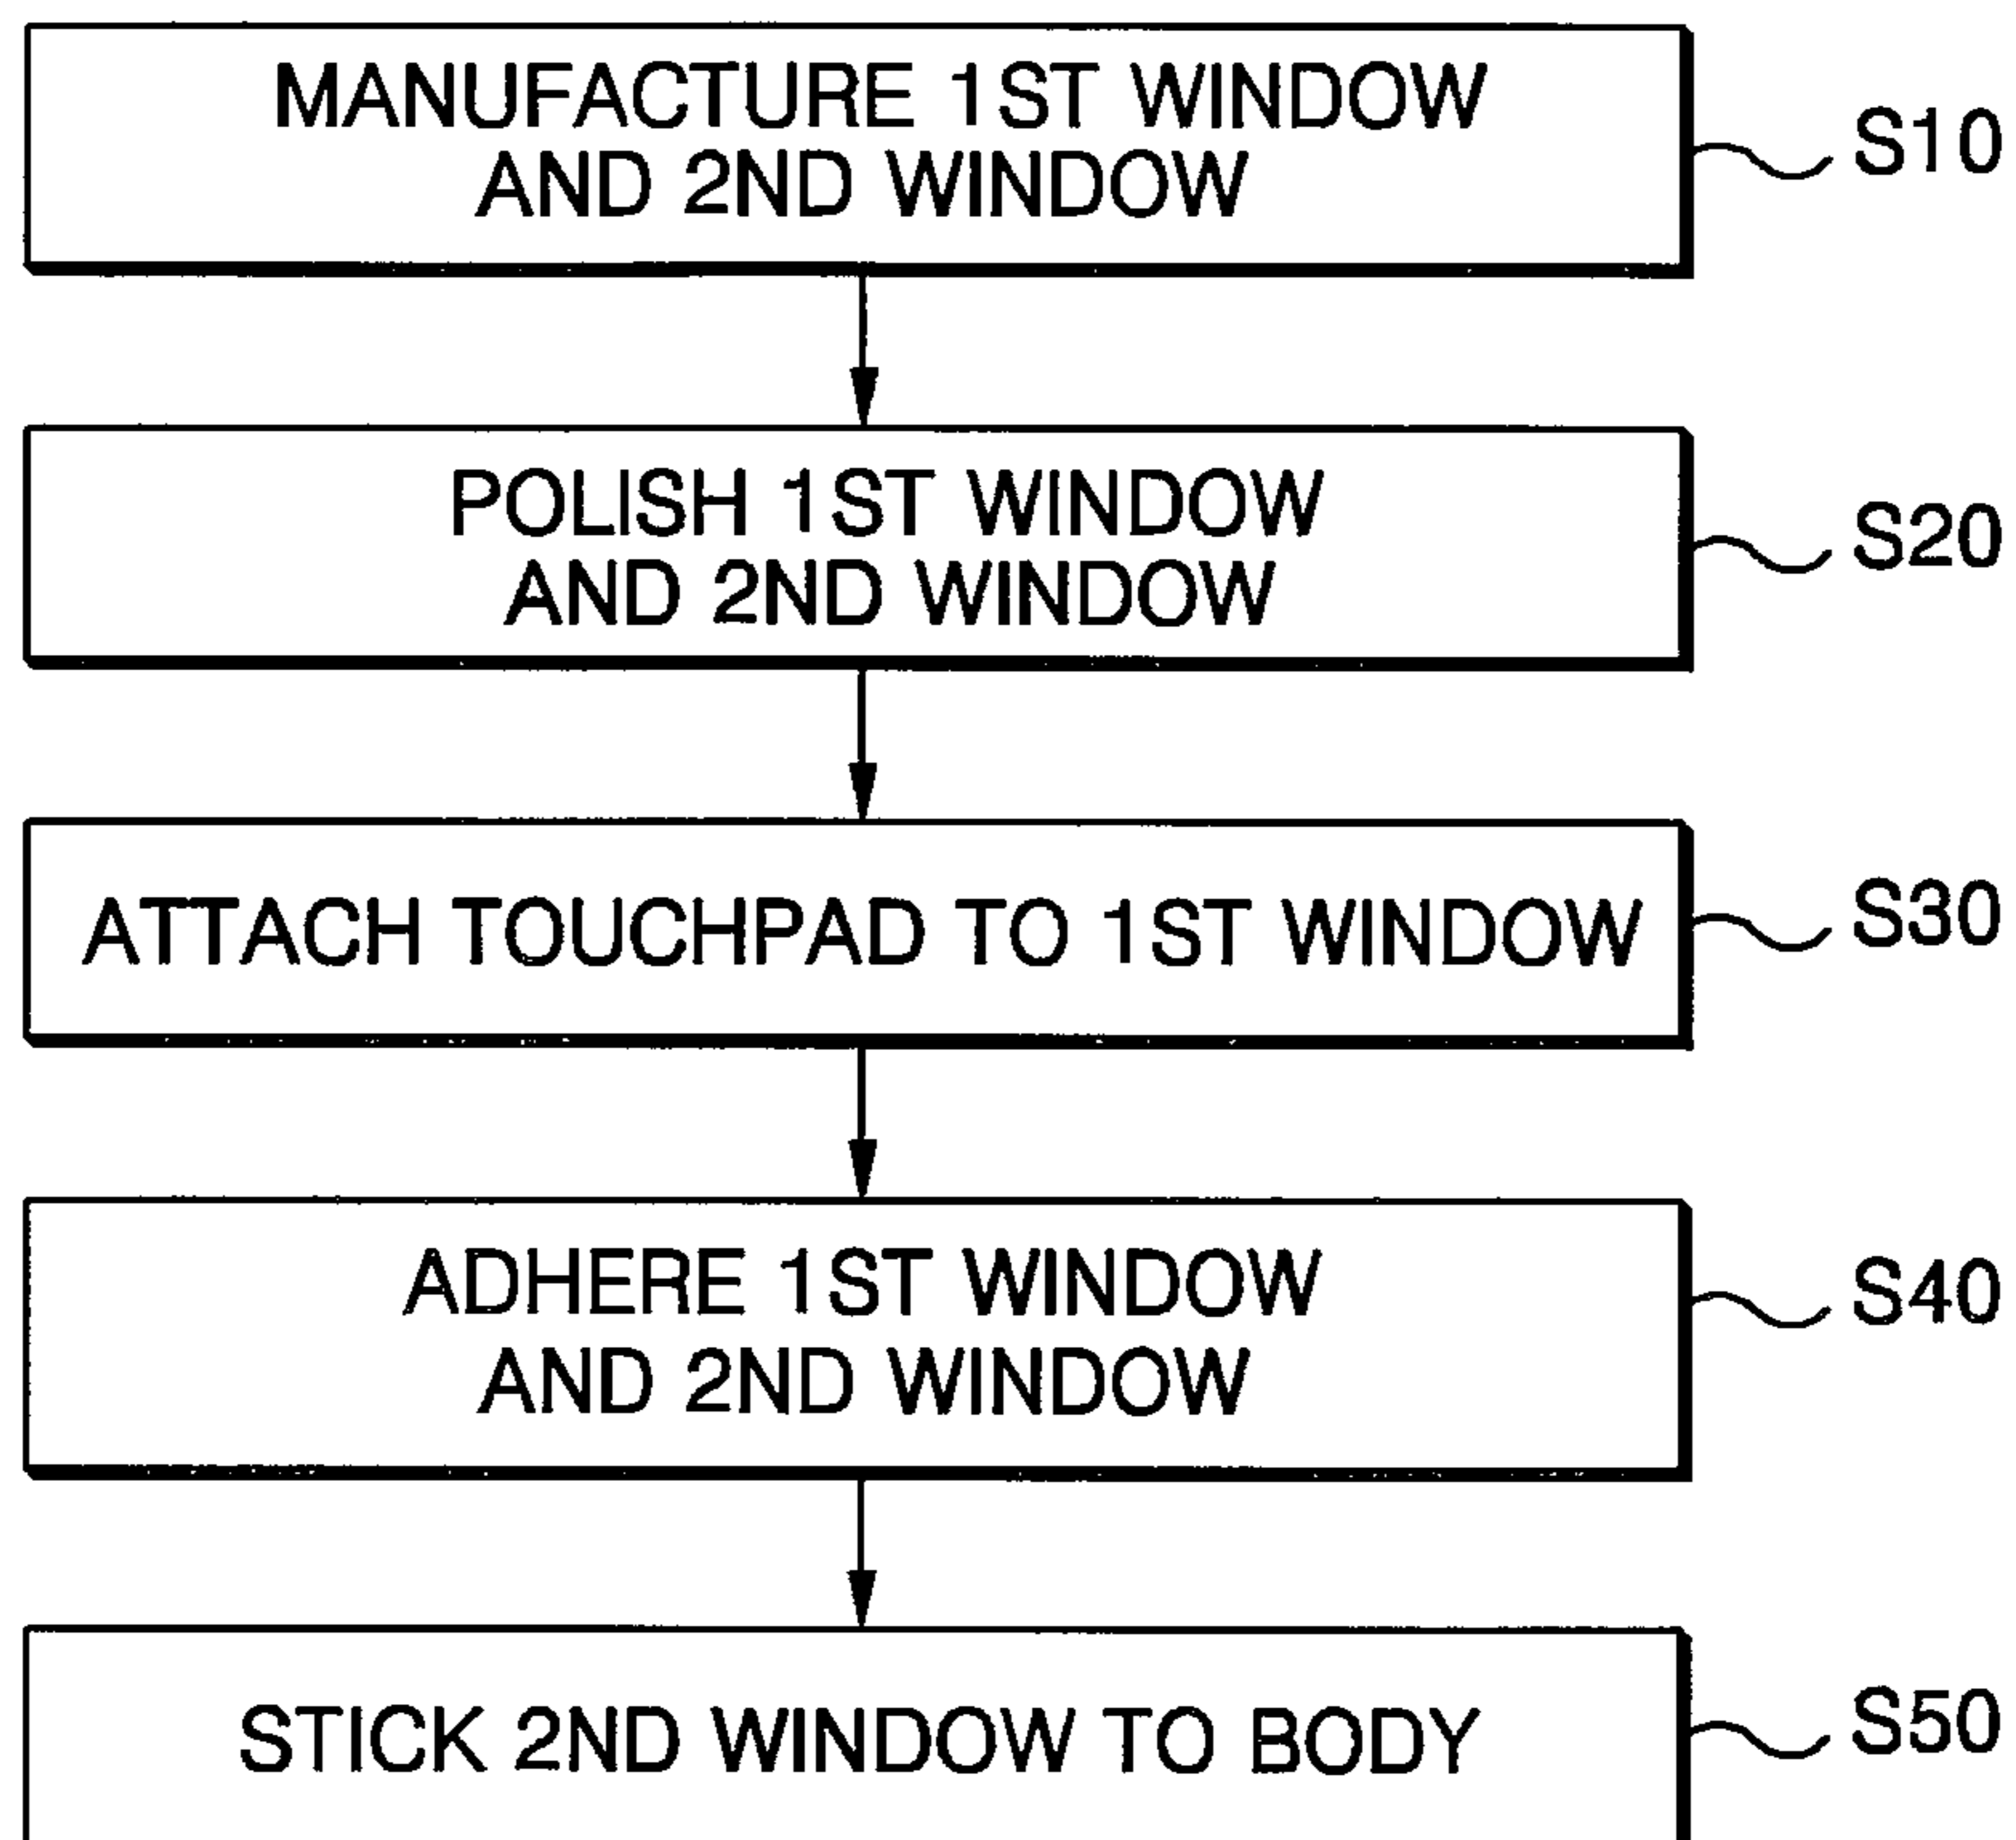 MANUFACTURE 1ST WINDOW
AND 2ND WINDOW
S10
POLISH 1ST WINDOW
AND 2ND WINDOW
S20
ATTACH TOUCHPAD TO 1ST WINDOW
S30
ADHERE 1ST WINDOW
AND 2ND WINDOW
S40
STICK 2ND WINDOW TO BODY
S50